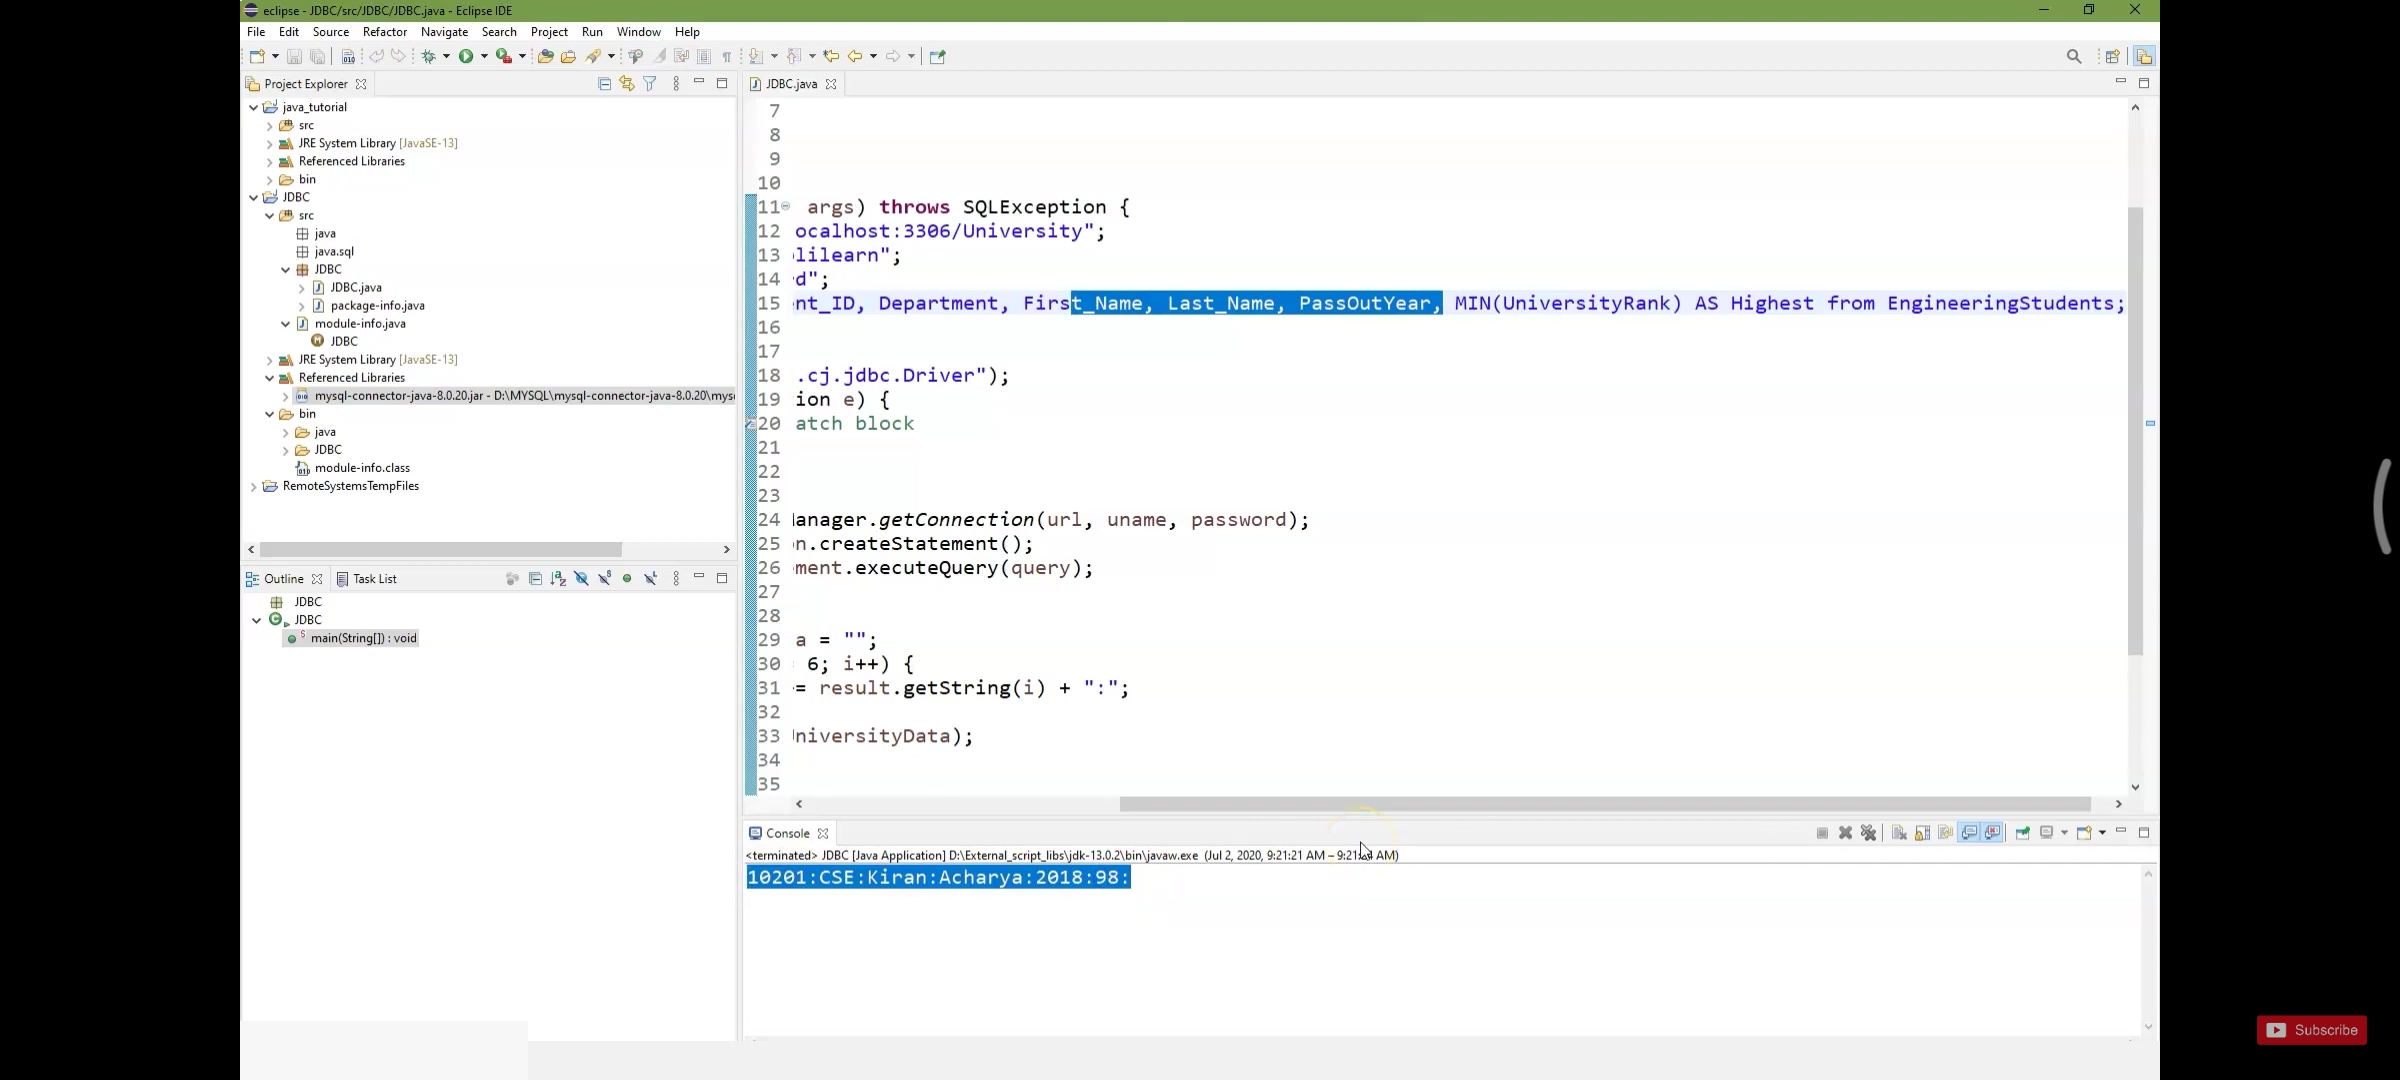 eclipse - JDBC/src/JDBC/JDBC.java - Eclipse IDE
File Edit Source Refactor Navigate Search Project Run Window Help
Project Explorer
java_tutorial
src
JRE System Library [JavaSE-13]
Referenced Libraries
bin
JDBC
src
java
java.sql
JDBC
JDBC.java
package-info.java
module-info.java
JDBC
JRE System Library [JavaSE-13]
Referenced Libraries
mysql-connector-java-8.0.20.jar - D:\MYSQL\mysql-connector-java-8.0.20\mys
bin
java
JDBC
module-info.class
RemoteSystemsTempFiles
Outline Task List
JDBC
JDBC
main(String[]) : void
JDBC.java
7
8
9
10
11 args) throws SQLException {
12 ocalhost:3306/University";
13 lilearn";
14 d";
15 nt_ID, Department, First_Name, Last_Name, PassOutYear, MIN(UniversityRank) AS Highest from EngineeringStudents;
16
17
18 .cj.jdbc.Driver");
19 ion e) {
20 atch block
21
22
23
24 anager.getConnection(url, uname, password);
25 n.createStatement();
26 ment.executeQuery(query);
27
28
29 a = "";
30 6; i++) {
31 = result.getString(i) + ":";
32
33 niversityData);
34
35
Console
<terminated> JDBC [Java Application] D:\External_script_libs\jdk-13.0.2\bin\javaw.exe (Jul 2, 2020, 9:21:21 AM – AM)
10201:CSE:Kiran:Acharya:2018:98:
Subscribe